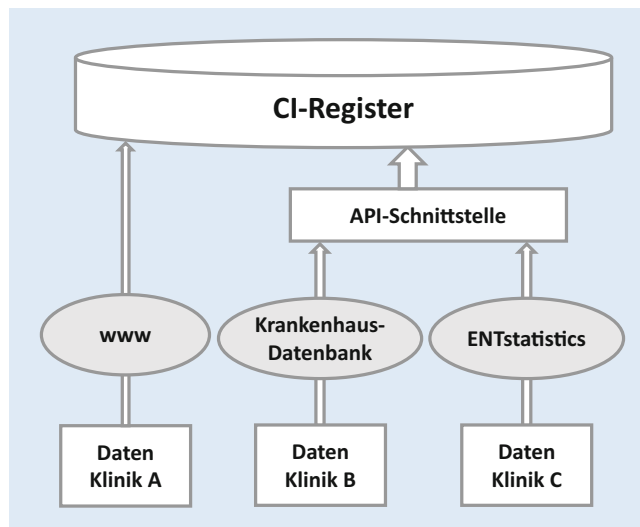 CI-Register
API-Schnittstelle
www
Krankenhaus-
Datenbank
ENTstatistics
Daten
Klinik A
Daten
Klinik B
Daten
Klinik C